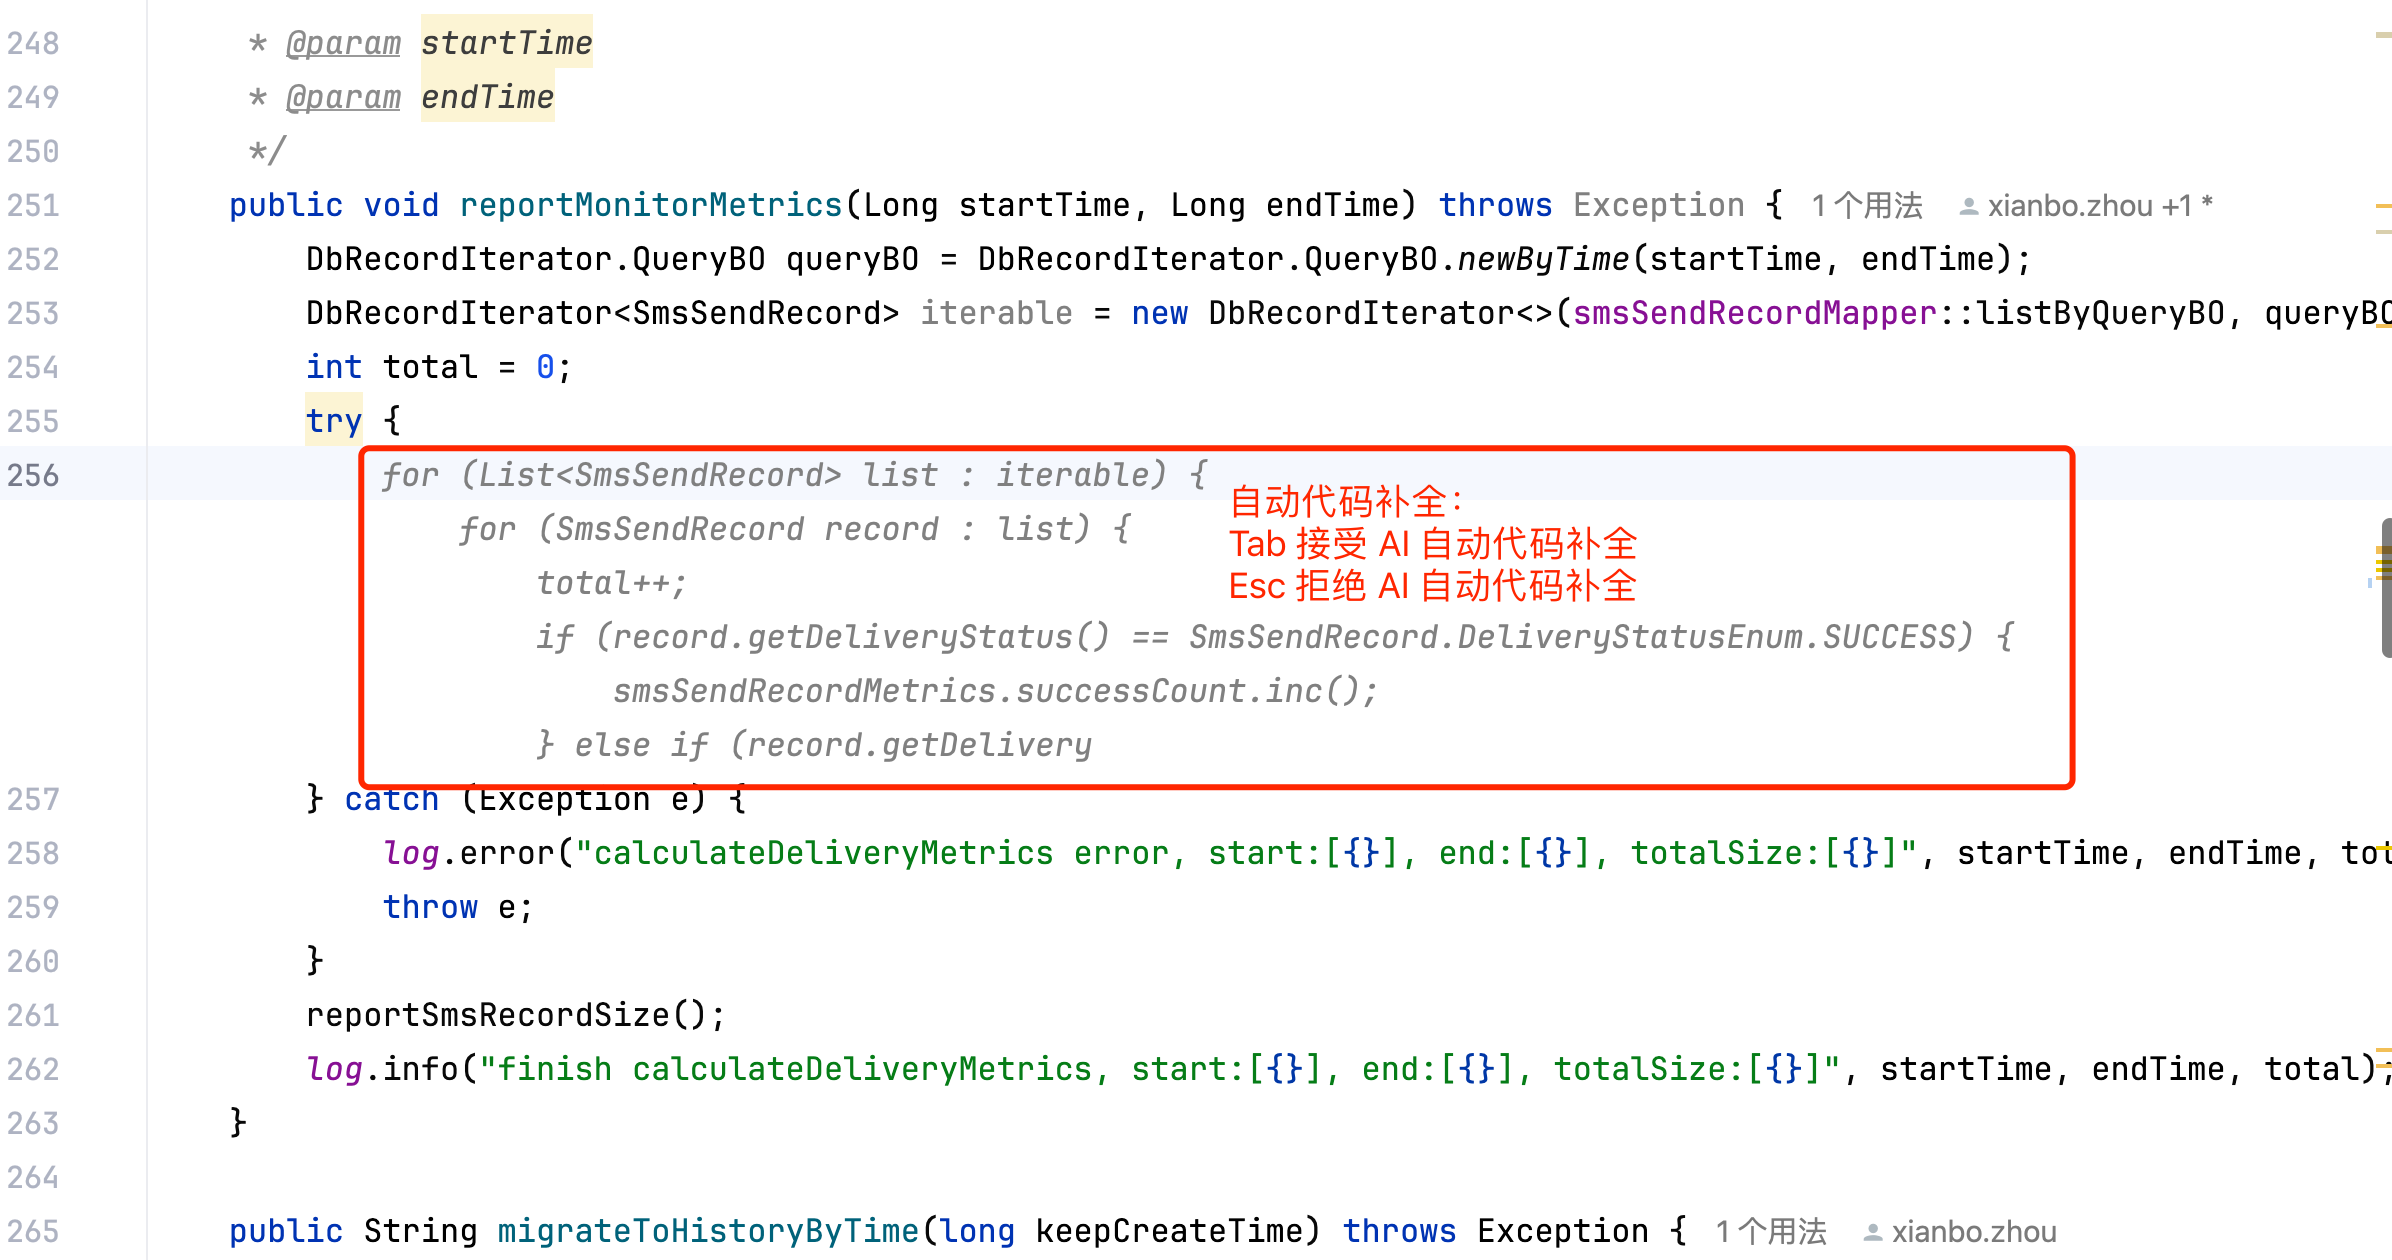 248 * @param startTime
249 * @param endTime
250 */
251 public void reportMonitorMetrics(Long startTime, Long endTime) throws Exception { 1 个用法 xianbo.zhou +1 *
252 DbRecordIterator.QueryBO queryBO = DbRecordIterator.QueryBO.newByTime(startTime, endTime);
253 DbRecordIterator<SmsSendRecord> iterable = new DbRecordIterator<>(smsSendRecordMapper::listByQueryBO, queryBO
254 int total = 0;
255 try {
256 for (List<SmsSendRecord> list : iterable) {
自动代码补全：
for (SmsSendRecord record : list) {
Tab 接受 AI 自动代码补全
total++;
Esc 拒绝 AI 自动代码补全
if (record.getDeliveryStatus() == SmsSendRecord.DeliveryStatusEnum.SUCCESS) {
smsSendRecordMetrics.successCount.inc();
} else if (record.getDelivery
257 } catch (Exception e) {
258 log.error("calculateDeliveryMetrics error, start:[{}], end:[{}], totalSize:[{}]", startTime, endTime, tot
259 throw e;
260 }
261 reportSmsRecordSize();
262 log.info("finish calculateDeliveryMetrics, start:[{}], end:[{}], totalSize:[{}]", startTime, endTime, total);
263 }
264
265 public String migrateToHistoryByTime(long keepCreateTime) throws Exception { 1 个用法 xianbo.zhou